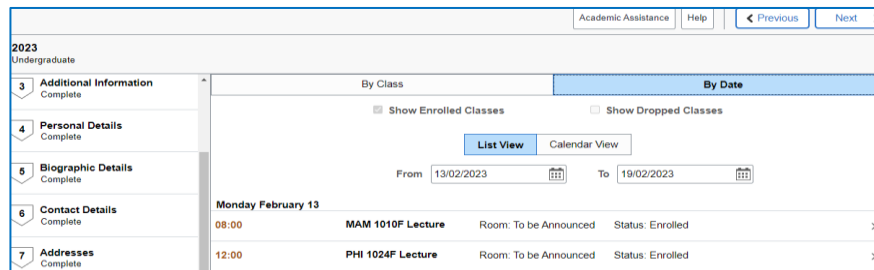 Academic Assistance Help Previous Next
2023
Undergraduate
3 Additional Information
Complete
4 Personal Details
Complete
5 Biographic Details
Complete
6 Contact Details
Complete
7 Addresses
Complete
By Class By Date
Show Enrolled Classes Show Dropped Classes
List View Calendar View
From 13/02/2023 To 19/02/2023
Monday February 13
08:00 MAM 1010F Lecture Room: To be Announced Status: Enrolled
12:00 PHI 1024F Lecture Room: To be Announced Status: Enrolled